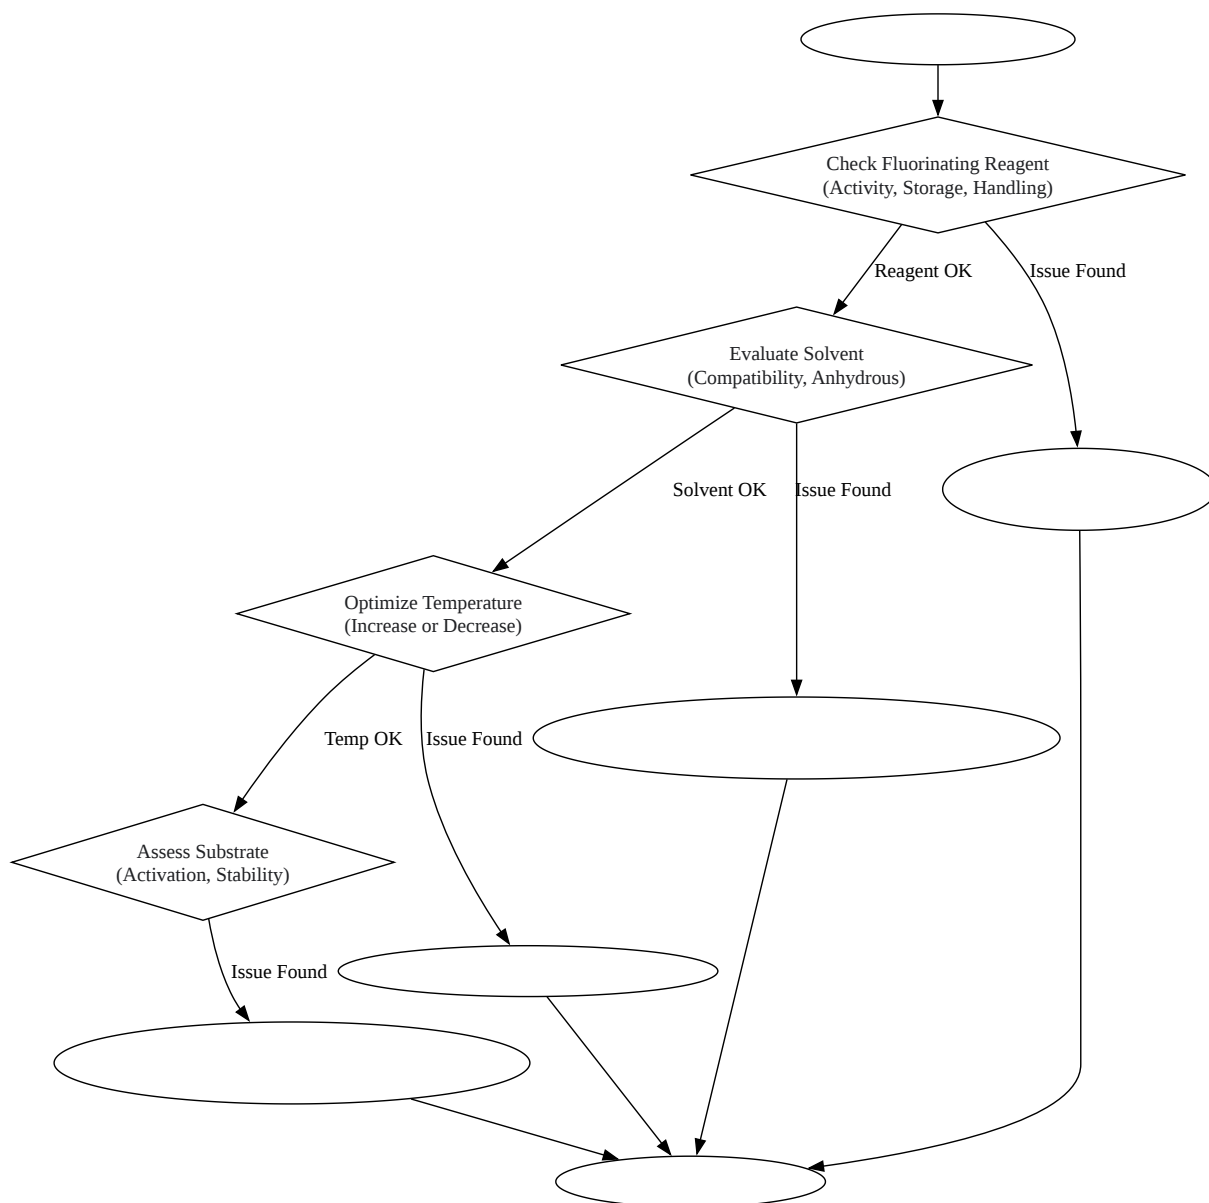 Check Fluorinating Reagent
(Activity, Storage, Handling)
Reagent OK
Issue Found
Evaluate Solvent
(Compatibility, Anhydrous)
Solvent OK
Issue Found
Optimize Temperature
(Increase or Decrease)
Temp OK
Issue Found
Assess Substrate
(Activation, Stability)
Issue Found